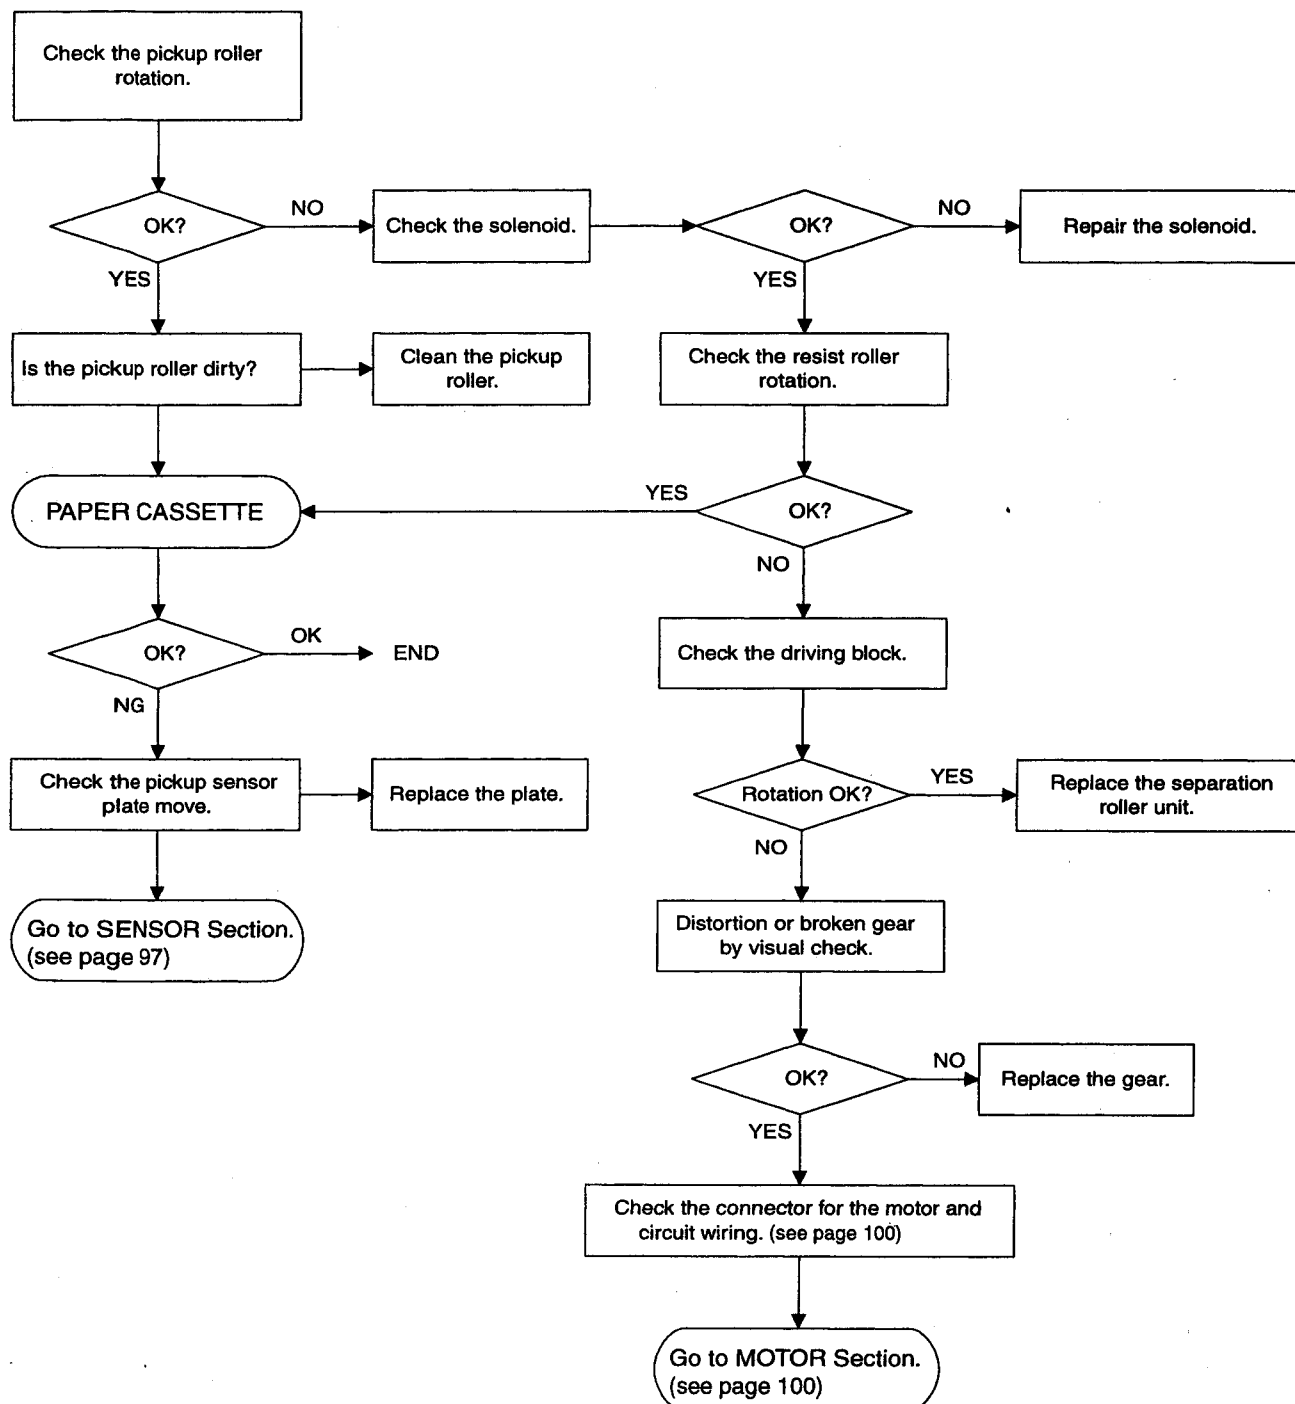 Check the pickup roller
rotation.
OK?
NO
Check the solenoid.
OK?
NO
Repair the solenoid.
YES
YES
Is the pickup roller dirty?
Clean the pickup
roller.
Check the resist roller
rotation.
PAPER CASSETTE
YES
OK?
NO
OK?
OK
END
NG
Check the driving block.
Check the pickup sensor
plate move.
Replace the plate.
Rotation OK?
YES
Replace the separation
roller unit.
NO
Go to SENSOR Section.
(see page 97)
Distortion or broken gear
by visual check.
OK?
NO
Replace the gear.
YES
Check the connector for the motor and
circuit wiring. (see page 100)
Go to MOTOR Section.
(see page 100)